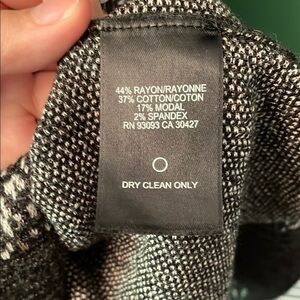 44% RAYON/RAYONNE
37% COTTON/COTON
17% MODAL
2% SPANDEX
RN 93093 CA 30427
DRY CLEAN ONLY